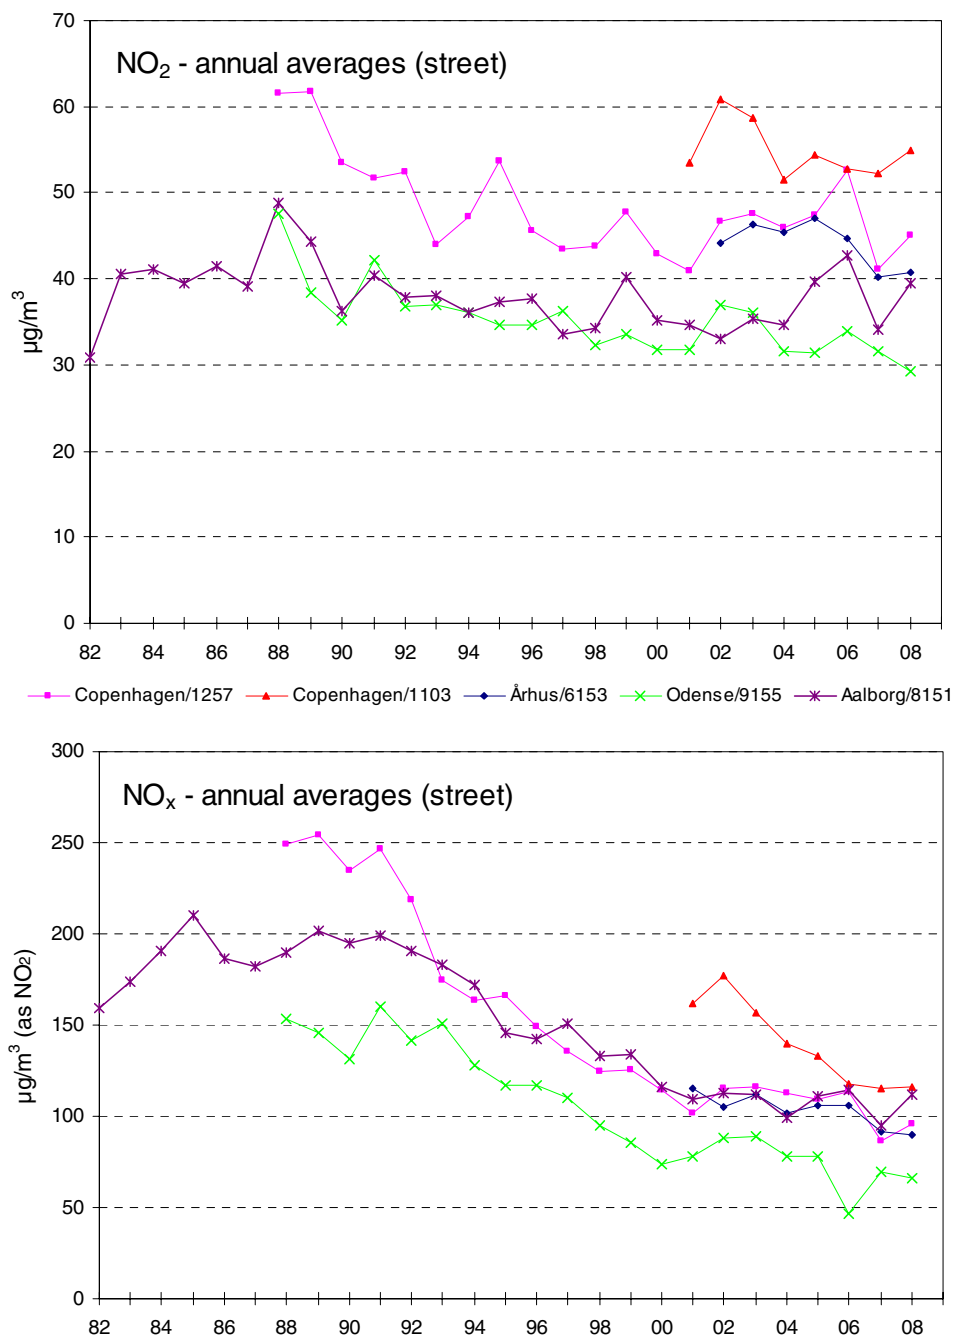 NO2 - annual averages (street)
70
60
50
40
30
20
10
0
µg/m3
82 84 86 88 90 92 94 96 98 00 02 04 06 08
Copenhagen/1257 Copenhagen/1103 Århus/6153 Odense/9155 Aalborg/8151
NOx - annual averages (street)
300
250
200
150
100
50
0
µg/m3 (as NO2)
82 84 86 88 90 92 94 96 98 00 02 04 06 08